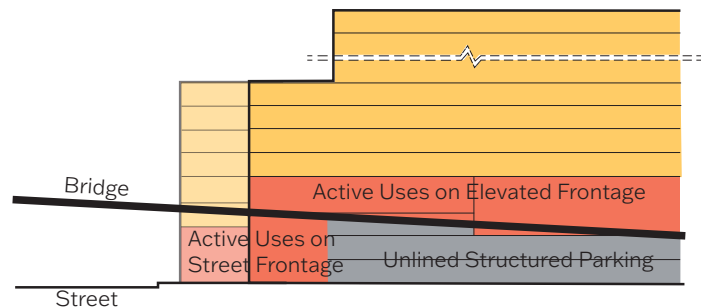 Bridge
Active Uses on Elevated Frontage
Active Uses on
Street Frontage
Unlined Structured Parking
Street